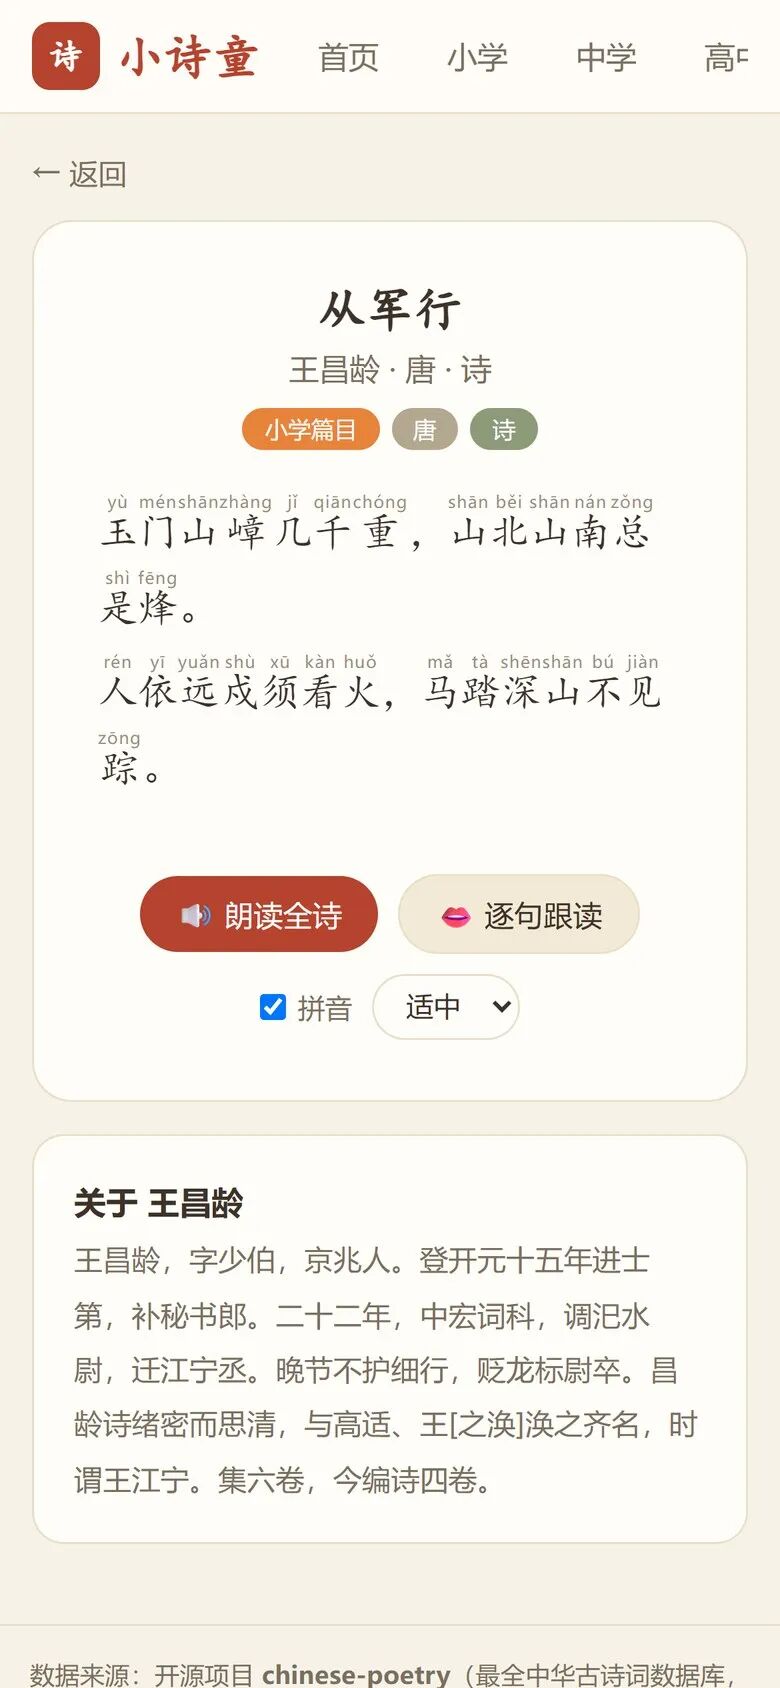 诗 小诗童 首页 小学 中学 高中
← 返回
从军行
王昌龄 · 唐 · 诗
小学篇目 唐 诗
yù ménshānzhàng jǐ qiānchóng shān běi shān nán zǒng
玉门山嶂几千重，山北山南总
shì fēng
是烽。
rén yī yuǎn shù xū kàn huǒ mǎ tà shēnshān bú jiàn
人依远戍须看火，马踏深山不见
zōng
踪。
朗读全诗 逐句跟读
拼音 适中
关于 王昌龄
王昌龄，字少伯，京兆人。登开元十五年进士
第，补秘书郎。二十二年，中宏词科，调汜水
尉，迁江宁丞。晚节不护细行，贬龙标尉卒。昌
龄诗绪密而思清，与高适、王[之涣]涣之齐名，时
谓王江宁。集六卷，今编诗四卷。
数据来源：开源项目 chinese-poetry（最全中华古诗词数据库，